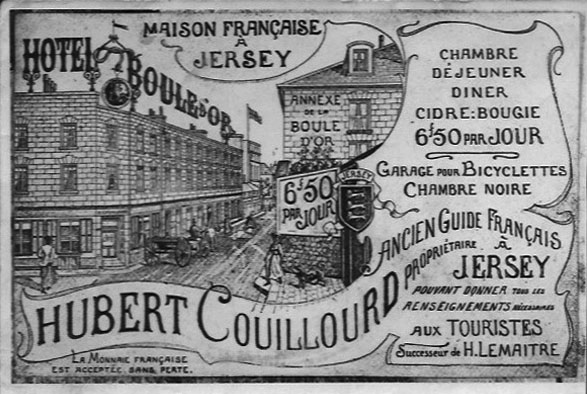 MAISON FRANÇAISE
À
JERSEY
HOTEL BOULE D'OR
ANNEXE
DE LA
BOULE
D'OR
6f50
PAR
JOUR
JERSEY
CHAMBRE
DÉJEUNER
DINER
CIDRE: BOUGIE
6f50 PAR JOUR
GARAGE POUR BICYCLETTES
CHAMBRE NOIRE
HUBERT COUILLOURD
PROPRIÉTAIRE
ANCIEN GUIDE FRANÇAIS
À
JERSEY
POUVANT DONNER TOUS LES
RENSEIGNEMENTS NÉCESSAIRES
AUX TOURISTES
Successeur de H. LEMAITRE
LA MONNAIE FRANÇAISE
EST ACCEPTÉE SANS PERTE.